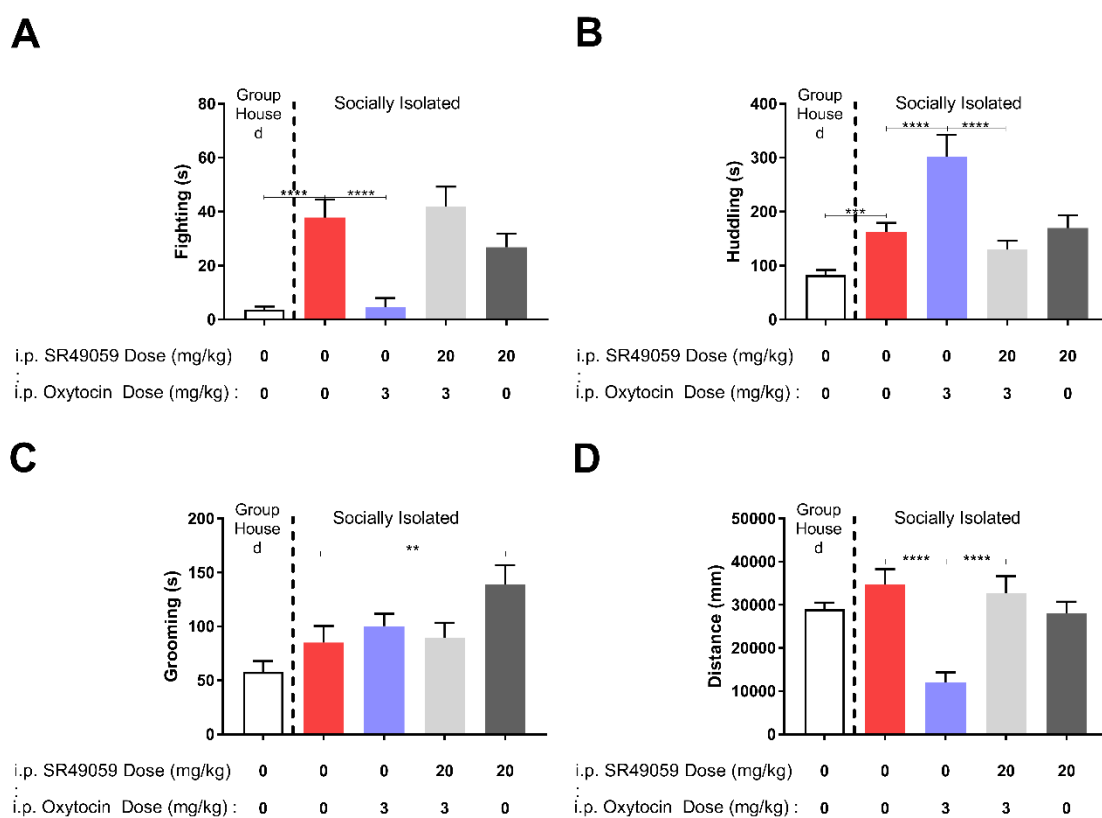 A
Group
House
d
Socially Isolated
80
60
40
20
0
Fighting (s)
****
****
i.p. SR49059 Dose (mg/kg)
:
0 0 0 20 20
i.p. Oxytocin Dose (mg/kg) : 0 0 3 3 0
B
Group
House
d
Socially Isolated
400
300
200
100
0
Huddling (s)
***
****
****
i.p. SR49059 Dose (mg/kg)
:
0 0 0 20 20
i.p. Oxytocin Dose (mg/kg) : 0 0 3 3 0
C
Group
House
d
Socially Isolated
200
150
100
50
0
Grooming (s)
**
i.p. SR49059 Dose (mg/kg)
:
0 0 0 20 20
i.p. Oxytocin Dose (mg/kg) : 0 0 3 3 0
D
Group
House
d
Socially Isolated
50000
40000
30000
20000
10000
0
Distance (mm)
****
****
i.p. SR49059 Dose (mg/kg)
:
0 0 0 20 20
i.p. Oxytocin Dose (mg/kg) : 0 0 3 3 0